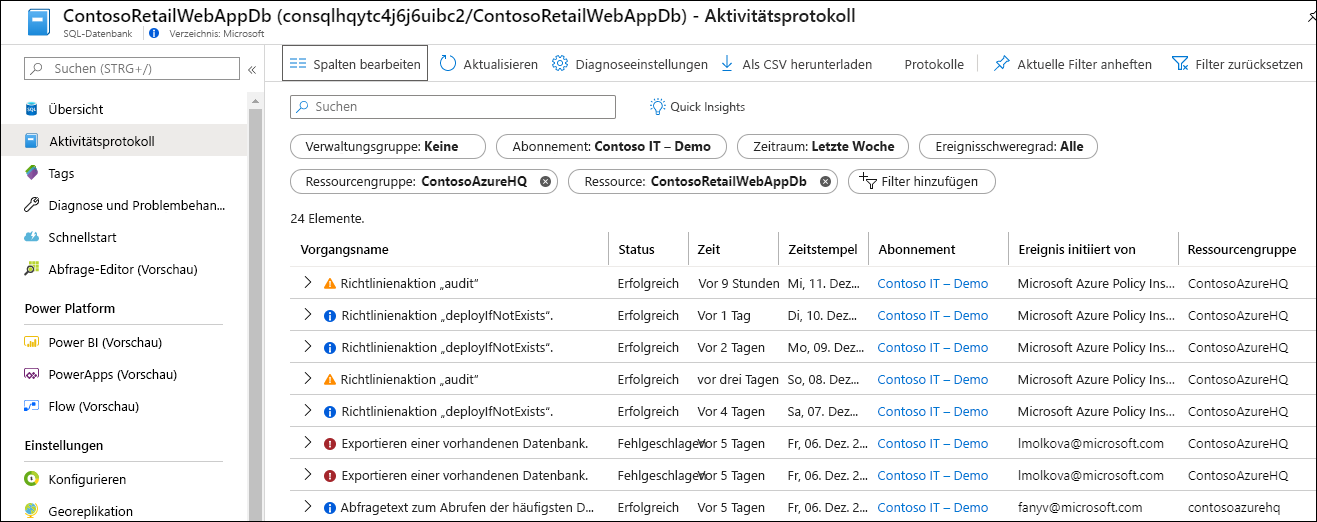 ContosoRetailWebAppDb (consqlhqytc4j6j6uibc2/ContosoRetailWebAppDb) - Aktivitätsprotokoll
SQL-Datenbank Verzeichnis: Microsoft
Suchen (STRG+/) «
Übersicht
Aktivitätsprotokoll
Tags
Diagnose und Problembehan...
Schnellstart
Abfrage-Editor (Vorschau)
Power Platform
Power BI (Vorschau)
PowerApps (Vorschau)
Flow (Vorschau)
Einstellungen
Konfigurieren
Georeplikation
Spalten bearbeiten Aktualisieren Diagnoseeinstellungen Als CSV herunterladen Protokolle Aktuelle Filter anheften Filter zurücksetzen
Suchen Quick Insights
Verwaltungsgruppe: Keine Abonnement: Contoso IT – Demo Zeitraum: Letzte Woche Ereignisschweregrad: Alle
Ressourcengruppe: ContosoAzureHQ Ressource: ContosoRetailWebAppDb Filter hinzufügen
24 Elemente.
Vorgangsname Status Zeit Zeitstempel Abonnement Ereignis initiiert von Ressourcengruppe
Richtlinienaktion „audit“ Erfolgreich Vor 9 Stunden Mi, 11. Dez... Contoso IT – Demo Microsoft Azure Policy Ins... ContosoAzureHQ
Richtlinienaktion „deployIfNotExists“. Erfolgreich Vor 1 Tag Di, 10. Dez... Contoso IT – Demo Microsoft Azure Policy Ins... ContosoAzureHQ
Richtlinienaktion „deployIfNotExists“. Erfolgreich Vor 2 Tagen Mo, 09. Dez... Contoso IT – Demo Microsoft Azure Policy Ins... ContosoAzureHQ
Richtlinienaktion „audit“ Erfolgreich vor drei Tagen So, 08. Dez... Contoso IT – Demo Microsoft Azure Policy Ins... ContosoAzureHQ
Richtlinienaktion „deployIfNotExists“. Erfolgreich Vor 4 Tagen Sa, 07. Dez... Contoso IT – Demo Microsoft Azure Policy Ins... ContosoAzureHQ
Exportieren einer vorhandenen Datenbank. Fehlgeschlagen Vor 5 Tagen Fr, 06. Dez. 2... Contoso IT – Demo lmolkova@microsoft.com ContosoAzureHQ
Exportieren einer vorhandenen Datenbank. Fehlgeschlagen Vor 5 Tagen Fr, 06. Dez. 2... Contoso IT – Demo lmolkova@microsoft.com ContosoAzureHQ
Abfragetext zum Abrufen der häufigsten D... Erfolgreich Vor 5 Tagen Fr, 06. Dez. 2... Contoso IT – Demo fanyv@microsoft.com contosoazurehq